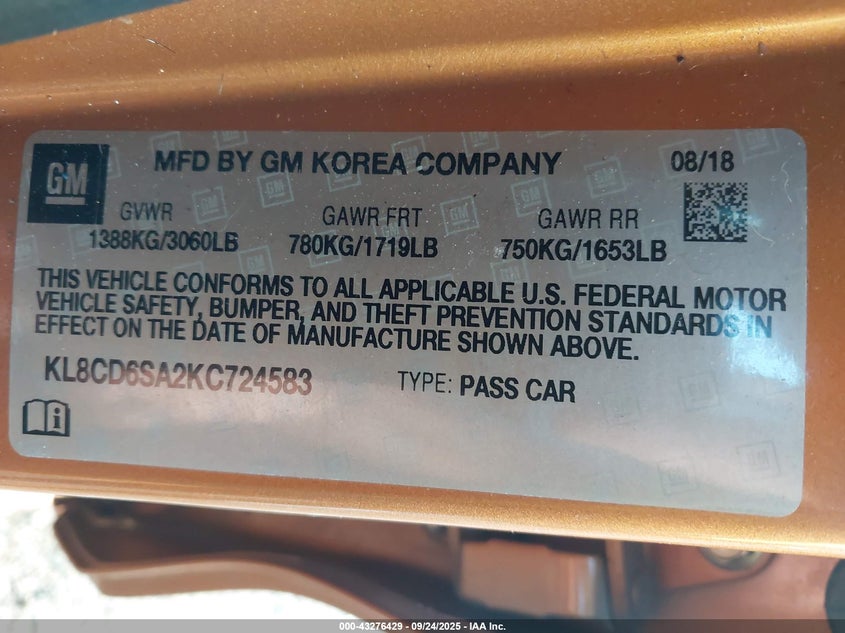 GM
MFD BY GM KOREA COMPANY 08/18
GVWR GAWR FRT GAWR RR
1388KG/3060LB 780KG/1719LB 750KG/1653LB
THIS VEHICLE CONFORMS TO ALL APPLICABLE U.S. FEDERAL MOTOR
VEHICLE SAFETY, BUMPER, AND THEFT PREVENTION STANDARDS IN
EFFECT ON THE DATE OF MANUFACTURE SHOWN ABOVE.
KL8CD6SA2KC724583 TYPE: PASS CAR
000-43276429 - 09/24/2025 - IAA Inc.